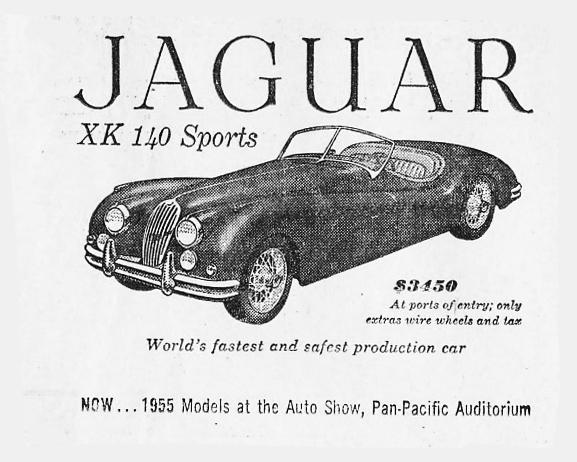 JAGUAR
XK 140 Sports
$3450
At ports of entry; only
extras wire wheels and tax
World's fastest and safest production car
NOW... 1955 Models at the Auto Show, Pan-Pacific Auditorium